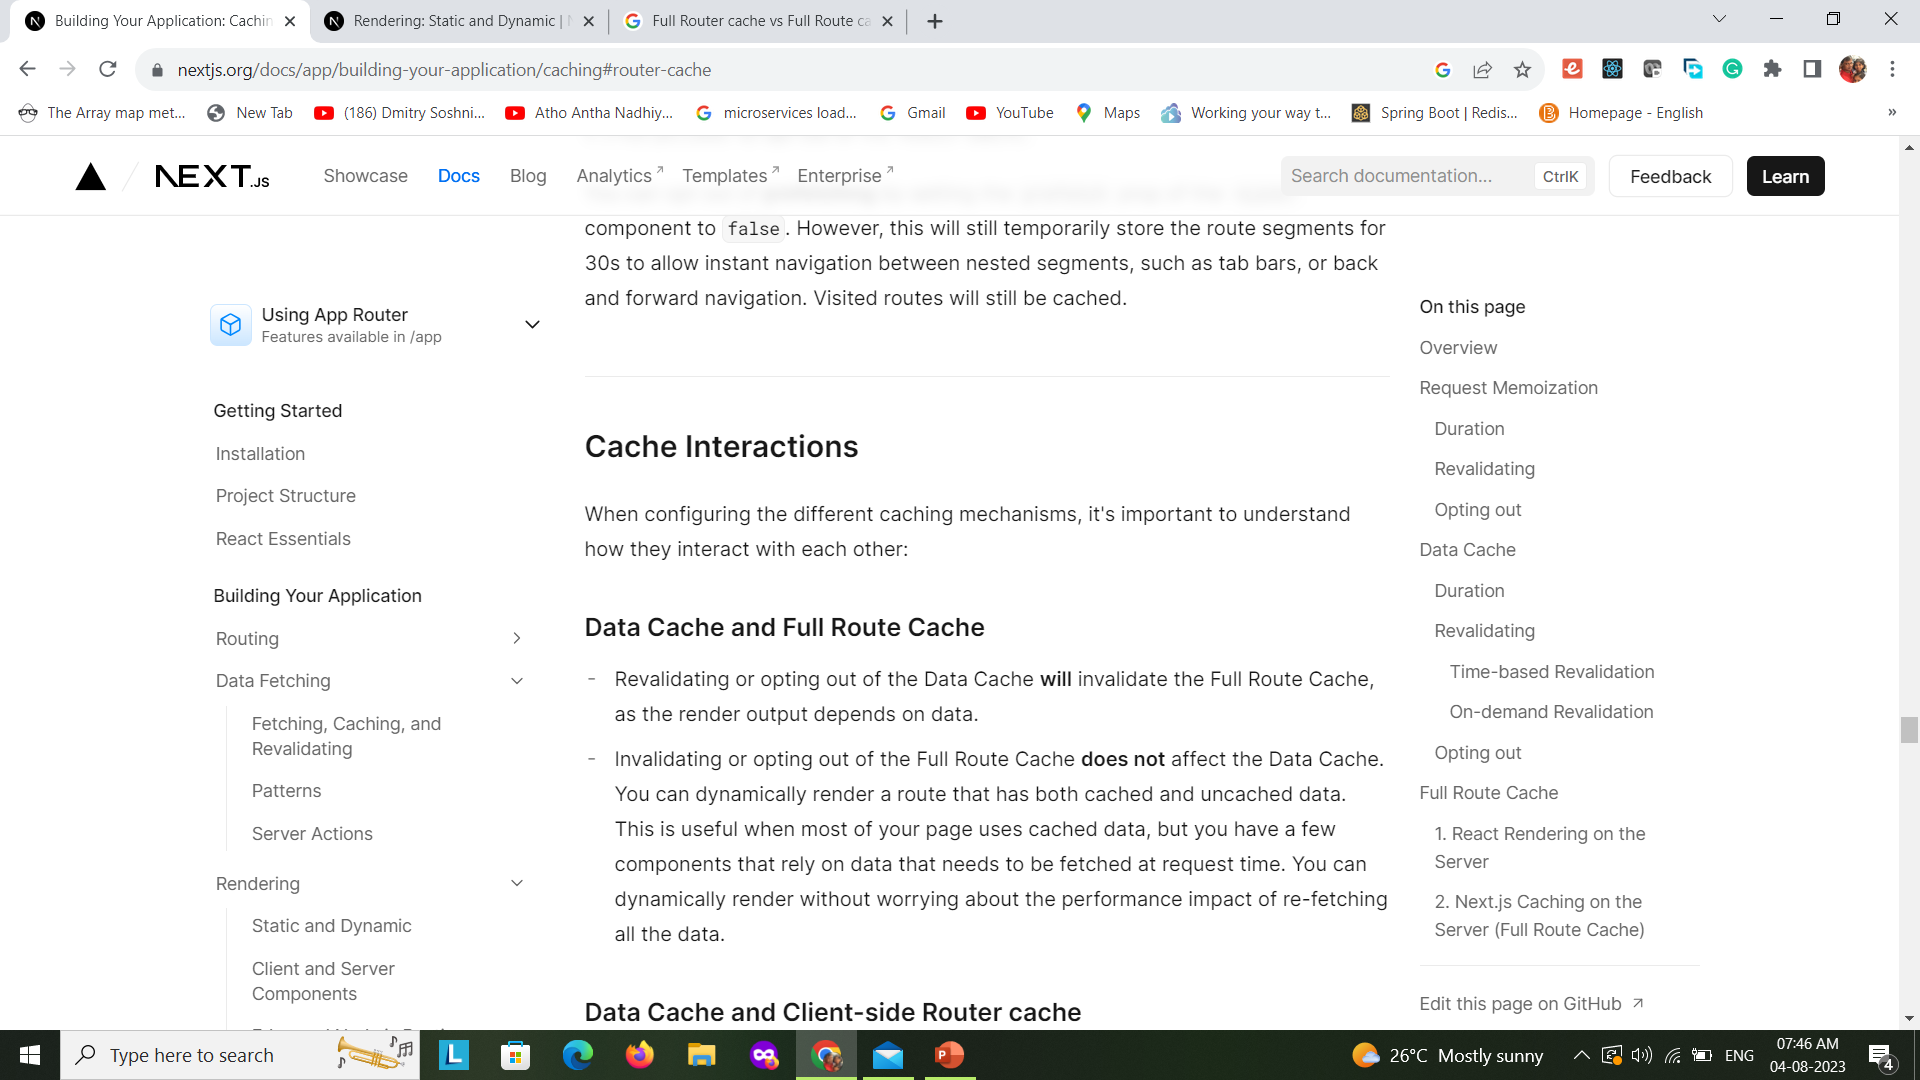 Building Your Application: Cachin
Rendering: Static and Dynamic |
Full Router cache vs Full Route ca
nextjs.org/docs/app/building-your-application/caching#router-cache
The Array map met...
New Tab
(186) Dmitry Soshni...
Atho Antha Nadhiy...
microservices load...
Gmail
YouTube
Maps
Working your way t...
Spring Boot | Redis...
Homepage - English
»
NEXT.JS
Showcase
Docs
Blog
Analytics
Templates
Enterprise
Search documentation...
CtrlK
Feedback
Learn
component to false. However, this will still temporarily store the route segments for
30s to allow instant navigation between nested segments, such as tab bars, or back
and forward navigation. Visited routes will still be cached.
Using App Router
Features available in /app
Getting Started
Installation
Project Structure
React Essentials
Building Your Application
Routing
Data Fetching
Fetching, Caching, and
Revalidating
Patterns
Server Actions
Rendering
Static and Dynamic
Client and Server
Components
Cache Interactions
When configuring the different caching mechanisms, it's important to understand
how they interact with each other:
Data Cache and Full Route Cache
- Revalidating or opting out of the Data Cache will invalidate the Full Route Cache,
as the render output depends on data.
- Invalidating or opting out of the Full Route Cache does not affect the Data Cache.
You can dynamically render a route that has both cached and uncached data.
This is useful when most of your page uses cached data, but you have a few
components that rely on data that needs to be fetched at request time. You can
dynamically render without worrying about the performance impact of re-fetching
all the data.
Data Cache and Client-side Router cache
On this page
Overview
Request Memoization
Duration
Revalidating
Opting out
Data Cache
Duration
Revalidating
Time-based Revalidation
On-demand Revalidation
Opting out
Full Route Cache
1. React Rendering on the
Server
2. Next.js Caching on the
Server (Full Route Cache)
Edit this page on GitHub
Type here to search
26°C Mostly sunny
ENG
07:46 AM
04-08-2023
4